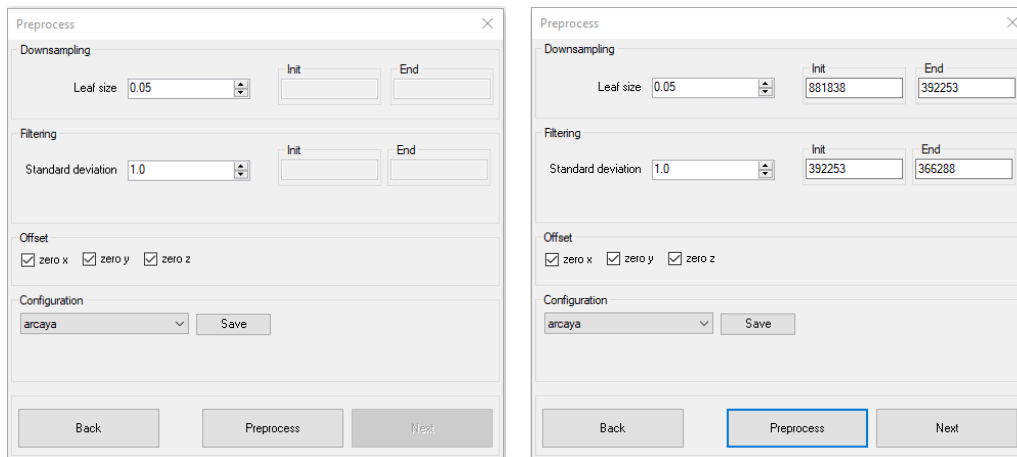 Preprocess
Downsampling
Init
End
Leaf size 0.05
Filtering
Init
End
Standard deviation 1.0
Offset
zero x zero y zero z
Configuration
arcaya Save
Back Preprocess Next
Preprocess
Downsampling
Init
End
Leaf size 0.05 881838 392253
Filtering
Init
End
Standard deviation 1.0 392253 366288
Offset
zero x zero y zero z
Configuration
arcaya Save
Back Preprocess Next